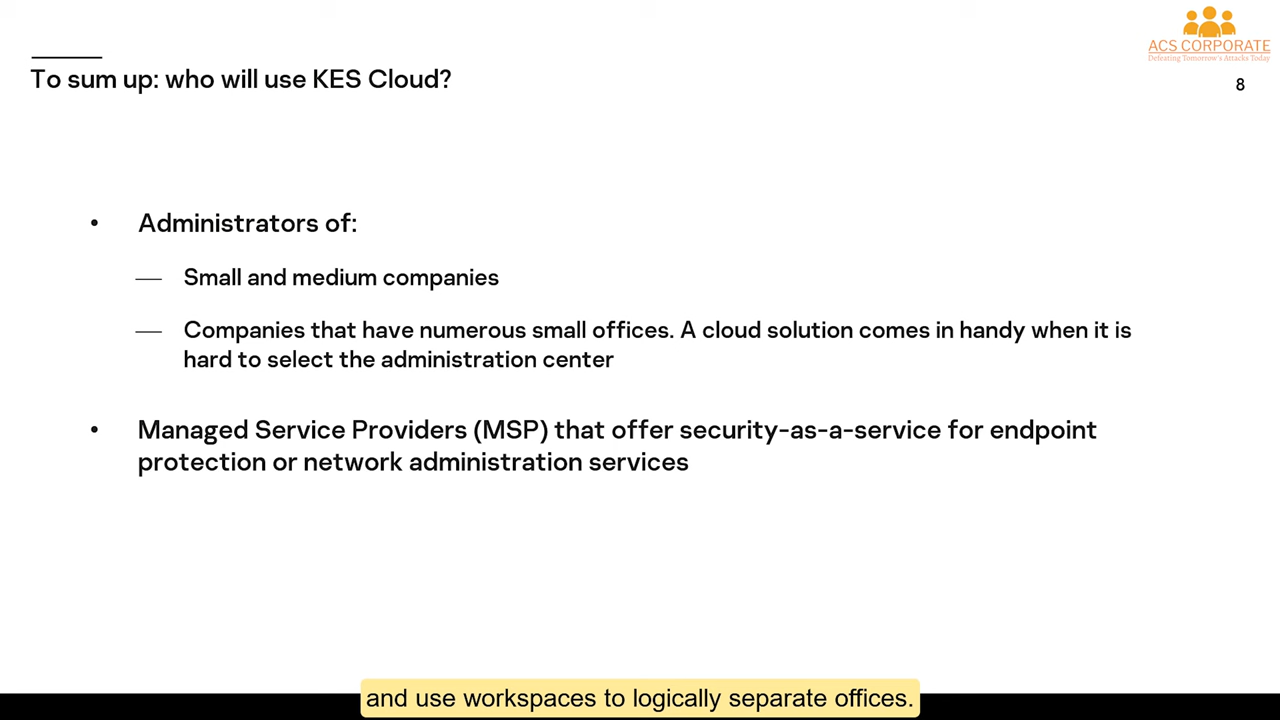 ACS CORPORATE
Defeating Tomorrow's Attacks Today
To sum up: who will use KES Cloud?
8
• Administrators of:
— Small and medium companies
— Companies that have numerous small offices. A cloud solution comes in handy when it is
hard to select the administration center
• Managed Service Providers (MSP) that offer security-as-a-service for endpoint
protection or network administration services
and use workspaces to logically separate offices.